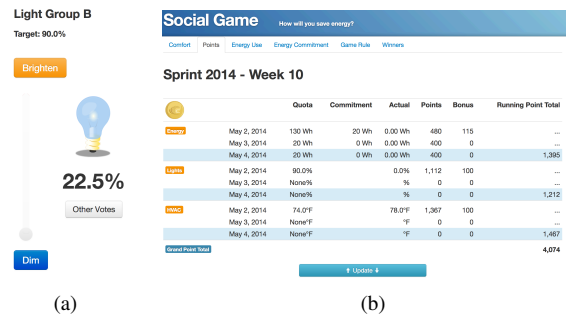 Light Group B
Target: 90.0%
Brighten
22.5%
Other Votes
Dim
(a)
Social Game How will you save energy?
Comfort Points Energy Use Energy Commitment Game Rule Winners
Sprint 2014 - Week 10
Quota Commitment Actual Points Bonus Running Point Total
Energy May 2, 2014 130 Wh 20 Wh 0.00 Wh 480 115 ...
May 3, 2014 20 Wh 0 Wh 0.00 Wh 400 0 ...
May 4, 2014 20 Wh 0 Wh 0.00 Wh 400 0 1,395
Lights May 2, 2014 90.0% 0.0% 1,112 100 ...
May 3, 2014 None% % 0 0 ...
May 4, 2014 None% % 0 0 1,212
HVAC May 2, 2014 74.0°F 78.0°F 1,367 100 ...
May 3, 2014 None°F °F 0 0 ...
May 4, 2014 None°F °F 0 0 1,467
Grand Point Total 4,074
Update
(b)